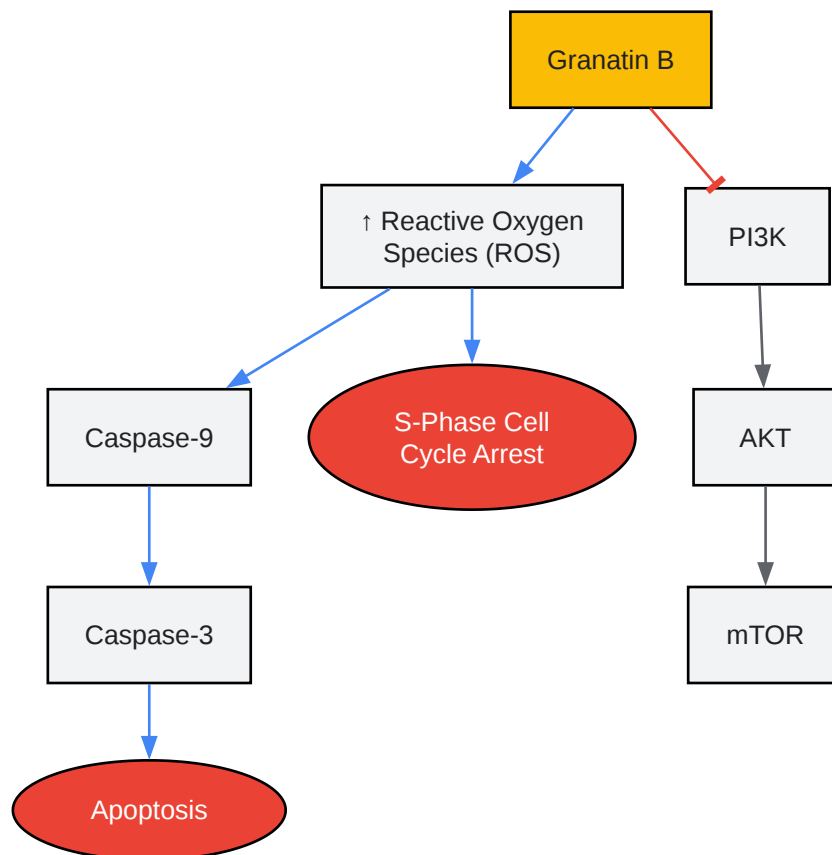 Granatin B
↑ Reactive Oxygen
Species (ROS)
PI3K
Caspase-9
S-Phase Cell
Cycle Arrest
AKT
Caspase-3
mTOR
Apoptosis